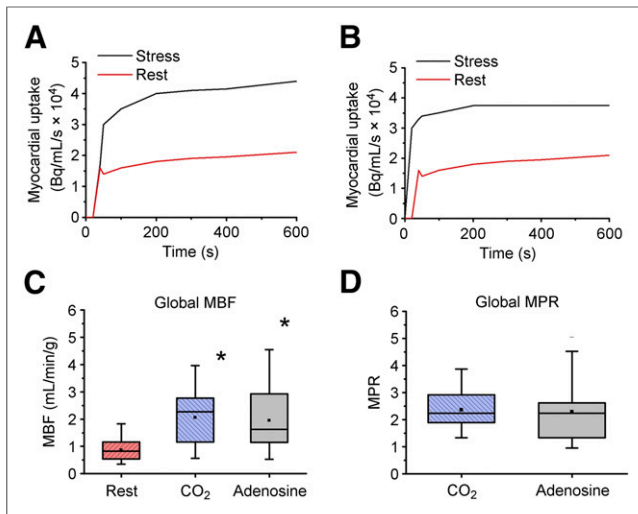 A
Stress
Rest
Myocardial uptake
(Bq/mL/s × 10⁴)
5
4
3
2
1
0
0 200 400 600
Time (s)
B
Stress
Rest
Myocardial uptake
(Bq/mL/s × 10⁴)
5
4
3
2
1
0
0 200 400 600
Time (s)
C
Global MBF
MBF (mL/min/g)
6
5
4
3
2
1
0
*
*
Rest CO₂ Adenosine
D
Global MPR
MPR
6
5
4
3
2
1
0
CO₂ Adenosine